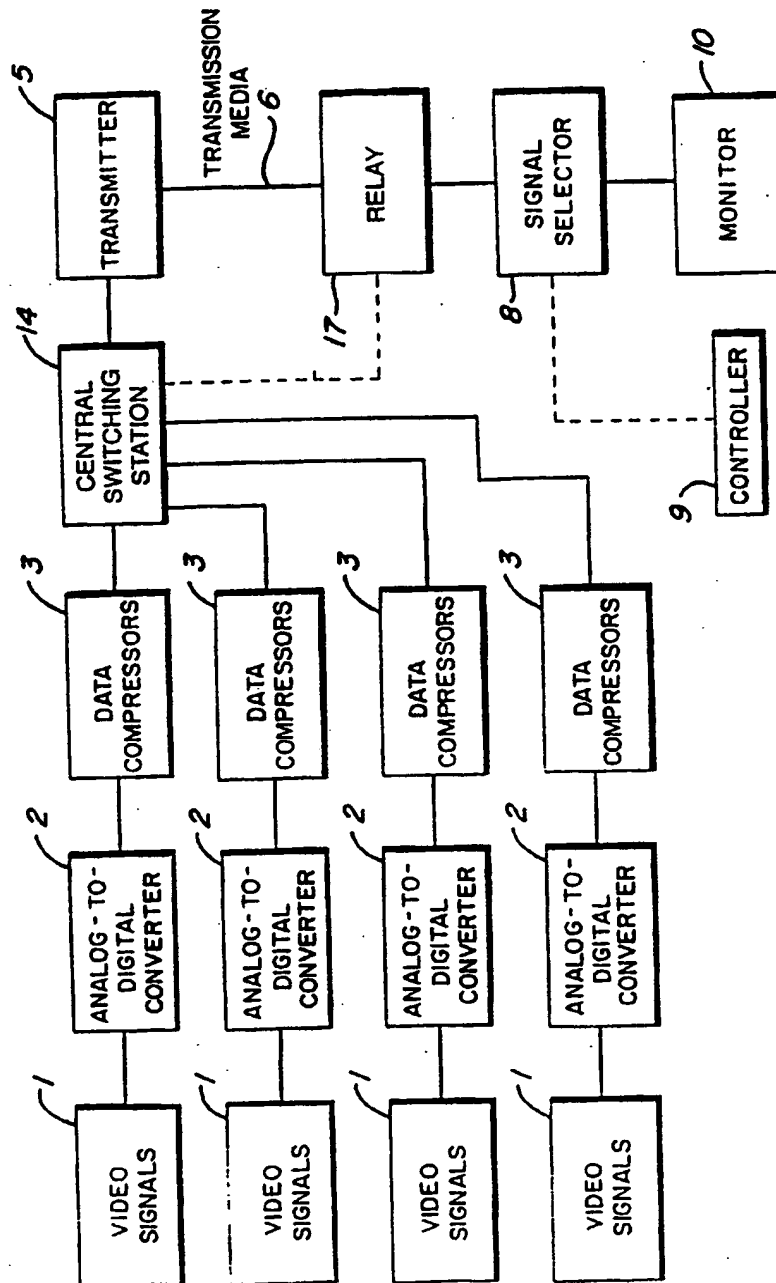 1
VIDEO
SIGNALS
2
ANALOG-TO-
DIGITAL
CONVERTER
3
DATA
COMPRESSORS
14
CENTRAL
SWITCHING
STATION
5
TRANSMITTER
1
VIDEO
SIGNALS
2
ANALOG-TO-
DIGITAL
CONVERTER
3
DATA
COMPRESSORS
TRANSMISSION
MEDIA
6
1
VIDEO
SIGNALS
2
ANALOG-TO-
DIGITAL
CONVERTER
3
DATA
COMPRESSORS
17
RELAY
1
VIDEO
SIGNALS
2
ANALOG-TO-
DIGITAL
CONVERTER
3
DATA
COMPRESSORS
8
SIGNAL
SELECTOR
9
CONTROLLER
10
MONITOR